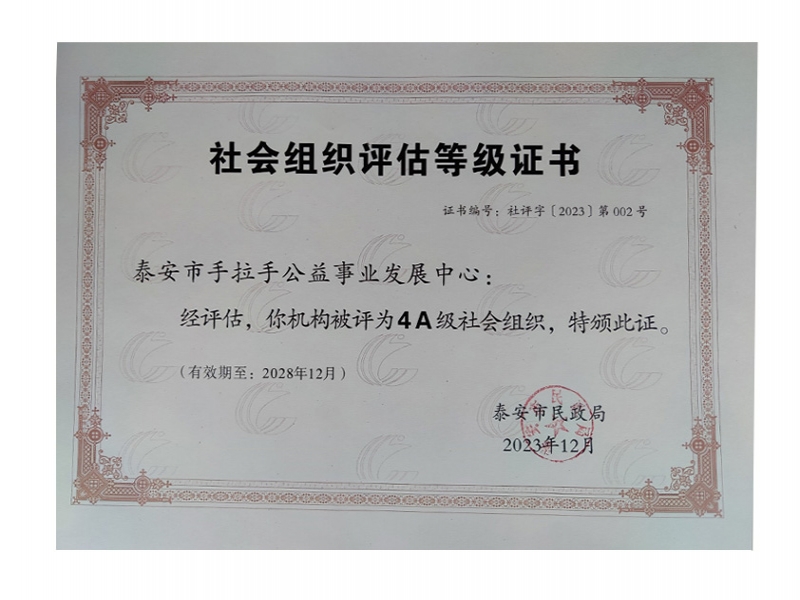 社会组织评估等级证书
证书编号：社评字〔2023〕第 002 号
泰安市手拉手公益事业发展中心：
经评估，你机构被评为4A级社会组织，特颁此证。
（有效期至：2028年12月）
泰安市民政局
2023年12月